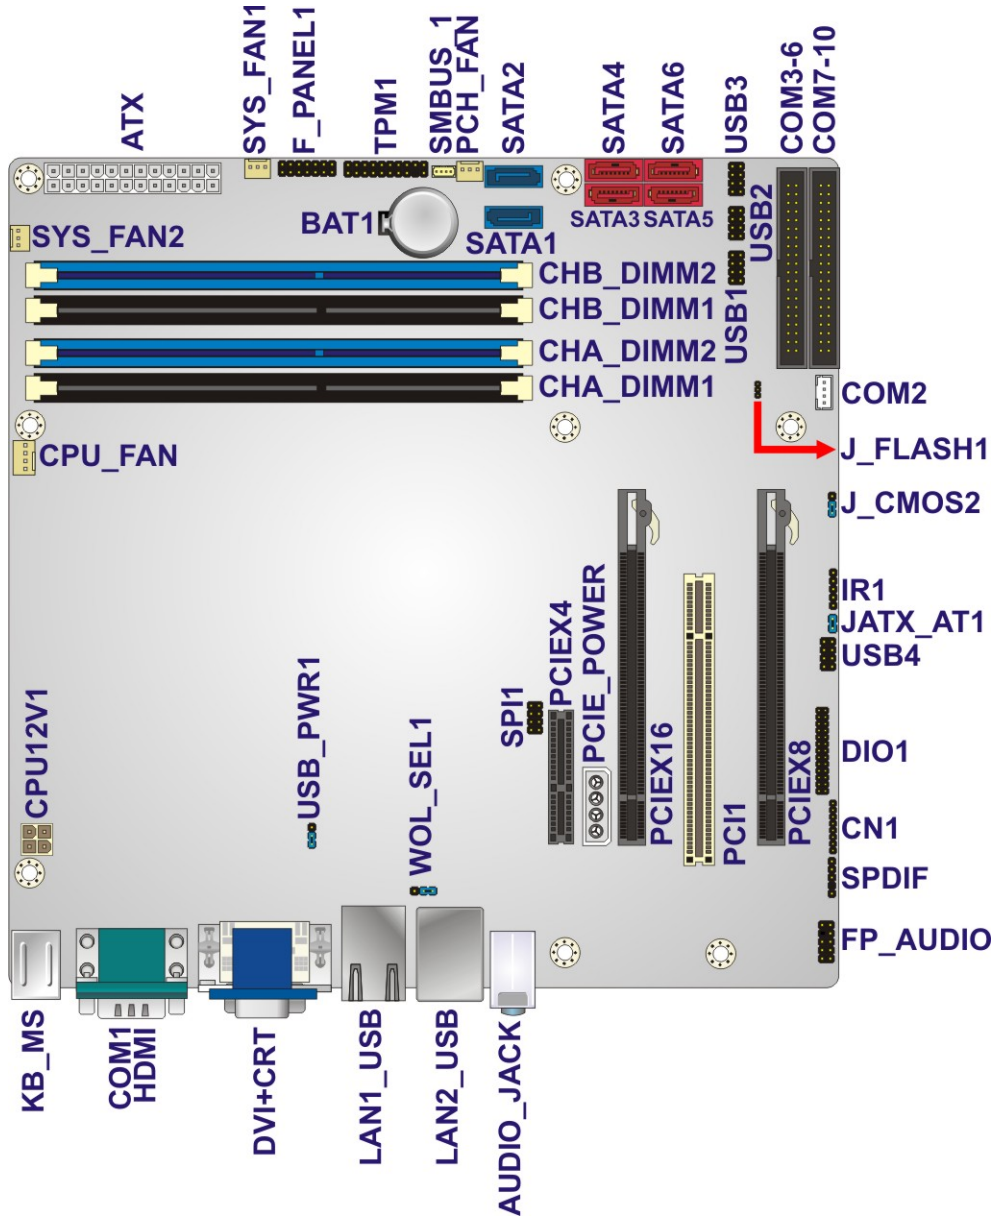 ATX
SYS_FAN1
F_PANEL1
TPM1
SMBUS_1
PCH_FAN
SATA2
SATA4
SATA6
USB3
COM3-6
COM7-10
SYS_FAN2
BAT1
SATA1
SATA3
SATA5
USB2
USB1
CHB_DIMM2
CHB_DIMM1
CHA_DIMM2
CHA_DIMM1
COM2
CPU_FAN
J_FLASH1
J_CMOS2
IR1
JATX_AT1
USB4
SPI1
PCIEX4
PCIE_POWER
PCIEX16
PCI1
PCIEX8
DIO1
CPU12V1
USB_PWR1
WOL_SEL1
CN1
SPDIF
FP_AUDIO
KB_MS
COM1
HDMI
DVI+CRT
LAN1_USB
LAN2_USB
AUDIO_JACK